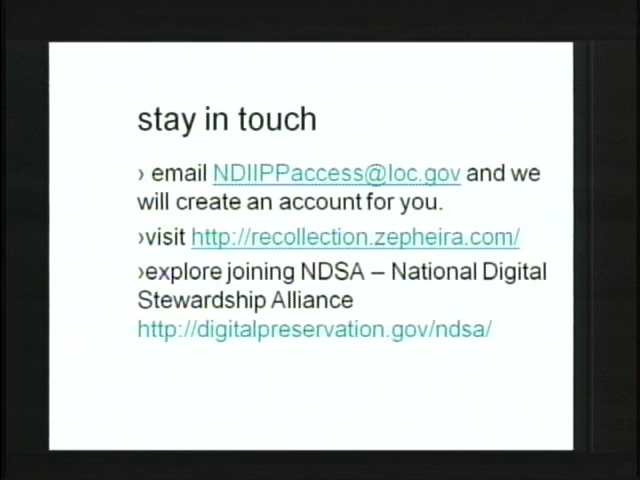 stay in touch
› email NDIIPPaccess@loc.gov and we
will create an account for you.
›visit http://recollection.zepheira.com/
›explore joining NDSA – National Digital
Stewardship Alliance
http://digitalpreservation.gov/ndsa/